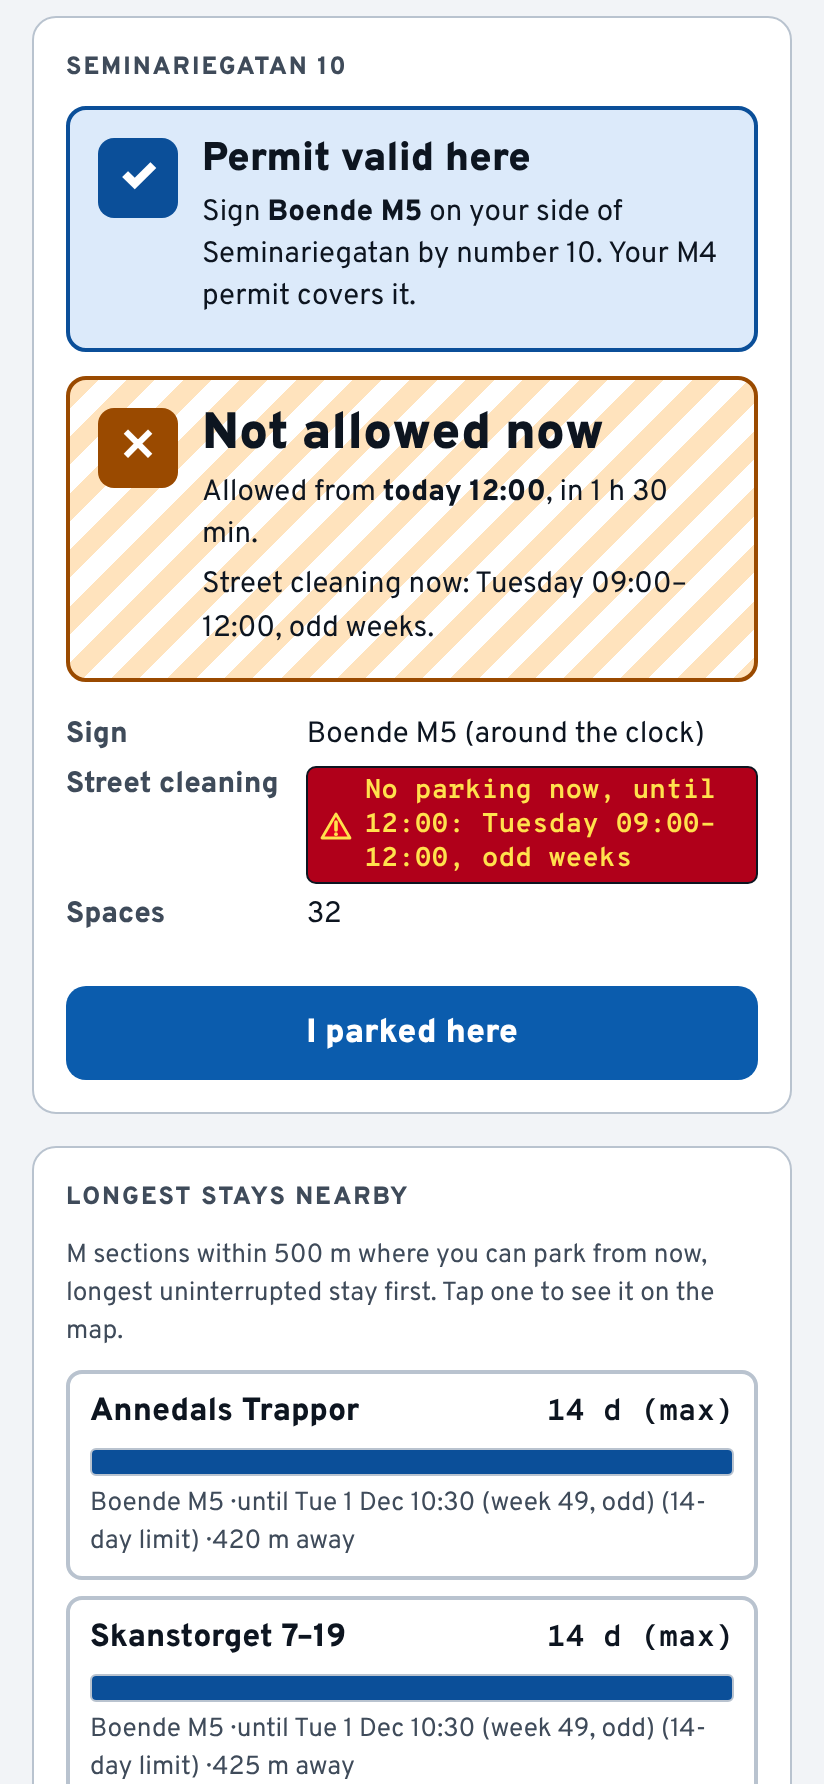 SEMINARIEGATAN 10
Permit valid here
Sign Boende M5 on your side of
Seminariegatan by number 10. Your M4
permit covers it.
Not allowed now
Allowed from today 12:00, in 1 h 30
min.
Street cleaning now: Tuesday 09:00–
12:00, odd weeks.
Sign Boende M5 (around the clock)
Street cleaning
No parking now, until
12:00: Tuesday 09:00–
12:00, odd weeks
Spaces 32
I parked here
LONGEST STAYS NEARBY
M sections within 500 m where you can park from now,
longest uninterrupted stay first. Tap one to see it on the
map.
Annedals Trappor 14 d (max)
Boende M5 ·until Tue 1 Dec 10:30 (week 49, odd) (14-
day limit) ·420 m away
Skanstorget 7–19 14 d (max)
Boende M5 ·until Tue 1 Dec 10:30 (week 49, odd) (14-
day limit) ·425 m away